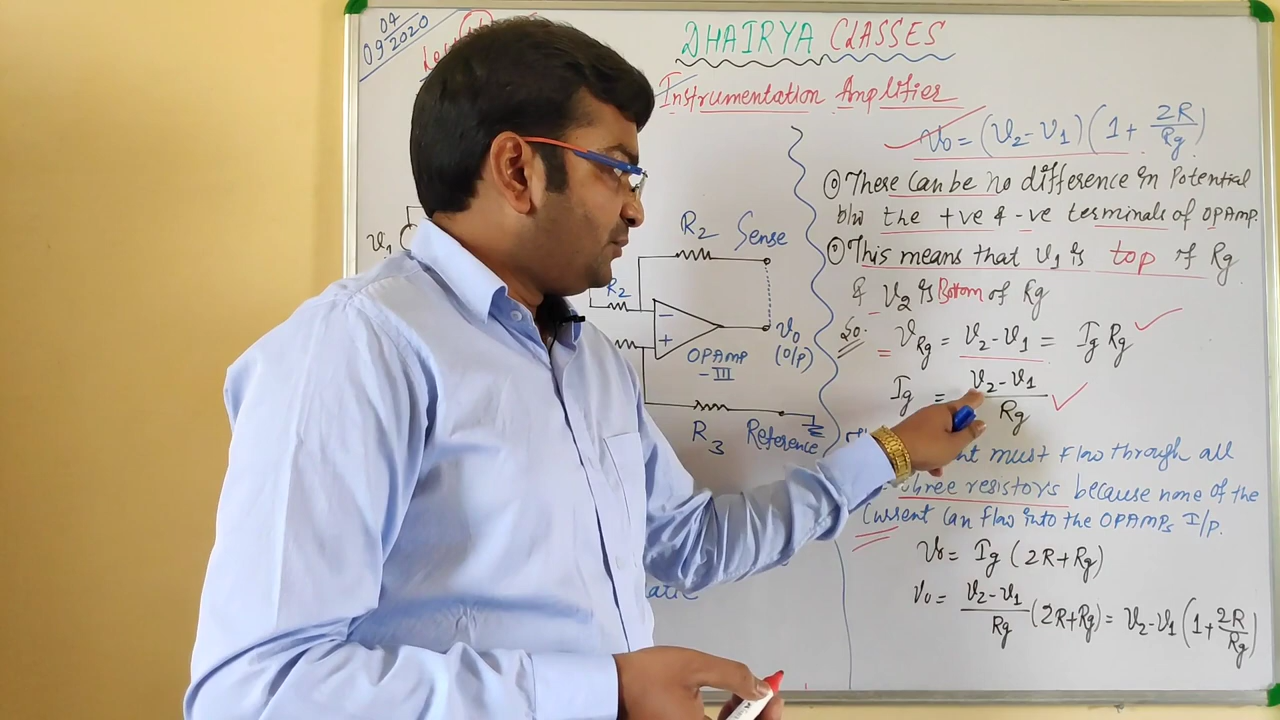 04
09 2020
DHAIRYA CLASSES
Instrumentation Amplifier
V1
R2
Sense
R2
-
+
OPAMP
-III
Vo
(O/P)
R3
Reference
Vo = (V2-V1) (1 + 2R/Rg)
⊙ There Can be no difference in Potential
b/w the +ve & -ve terminals of OPAMP.
⊙ This means that V1 is top of Rg
& V2 is Bottom of Rg
So. VRg = V2-V1 = Ig Rg
Ig = V2-V1/Rg
must flow through all
three resistors because none of the
Current Can flow into the OPAMPs I/P.
Vo = Ig (2R+Rg)
Vo = V2-V1/Rg (2R+Rg) = V2-V1 (1+2R/Rg)